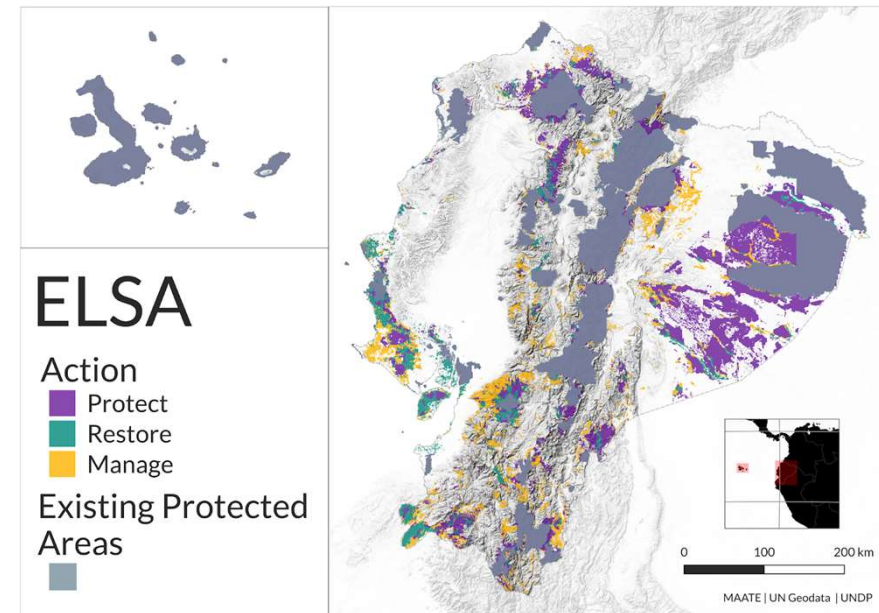 ELSA
Action
Protect
Restore
Manage
Existing Protected
Areas
0 100 200 km
MAATE | UN Geodata | UNDP